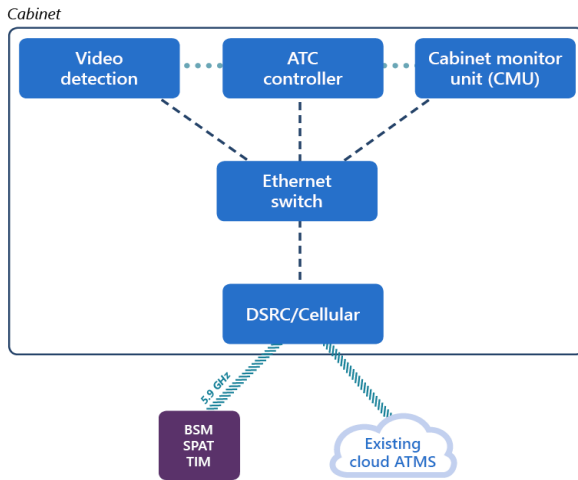 Cabinet
Video
detection
ATC
controller
Cabinet monitor
unit (CMU)
Ethernet
switch
DSRC/Cellular
5.9 GHz
BSM
SPAT
TIM
Existing
cloud ATMS